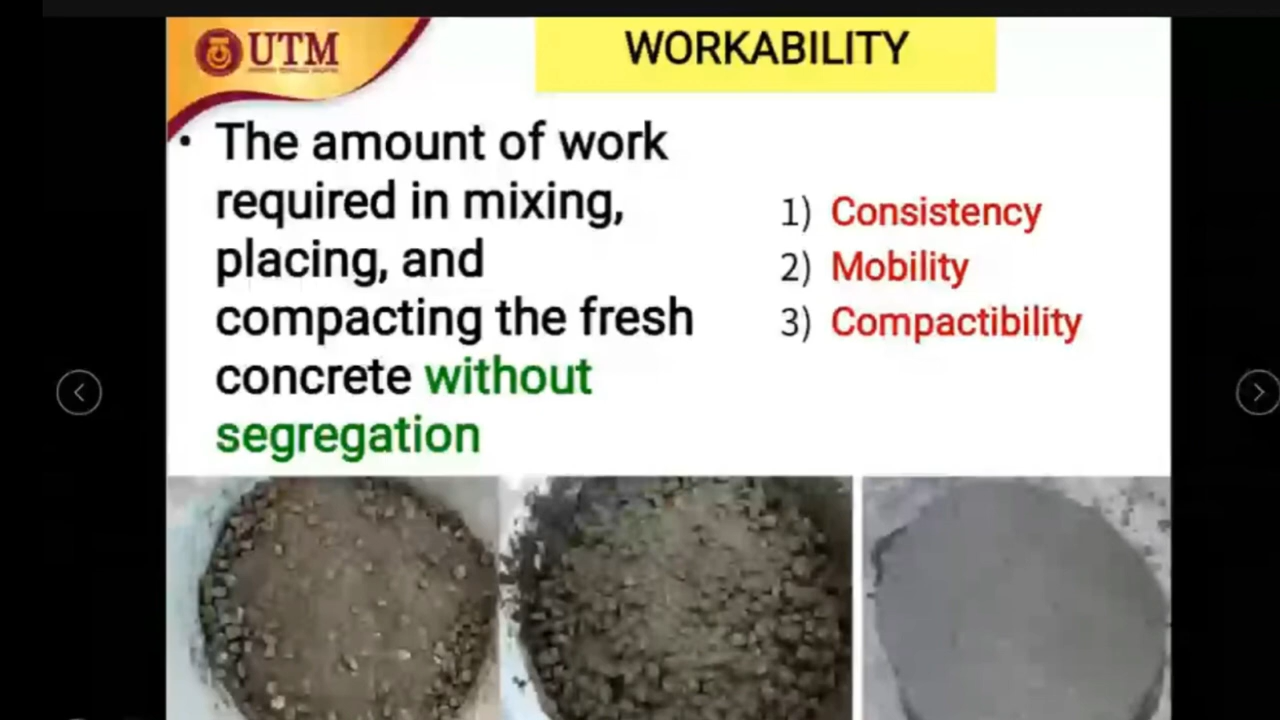 UTM
WORKABILITY
• The amount of work
required in mixing,
placing, and
compacting the fresh
concrete without
segregation
1) Consistency
2) Mobility
3) Compactibility